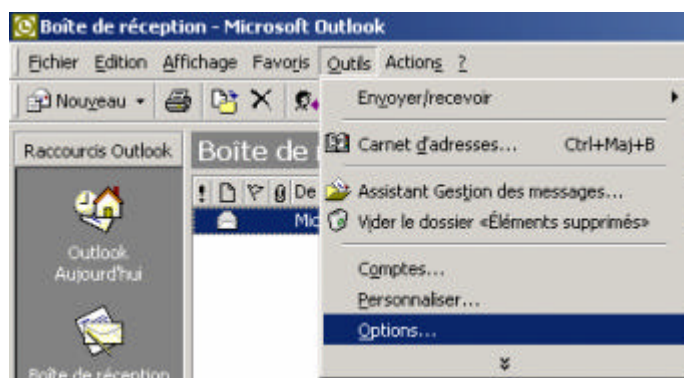 Boîte de réception - Microsoft Outlook
Fichier Edition Affichage Favoris Outils Actions ?
Nouveau
Envoyer/recevoir
Raccourcis Outlook
Boîte de
Carnet d'adresses... Ctrl+Maj+B
! De
Assistant Gestion des messages...
Mic
Vider le dossier «Éléments supprimés»
Outlook
Aujourd'hui
Comptes...
Personnaliser...
Options...
Boîte de réception